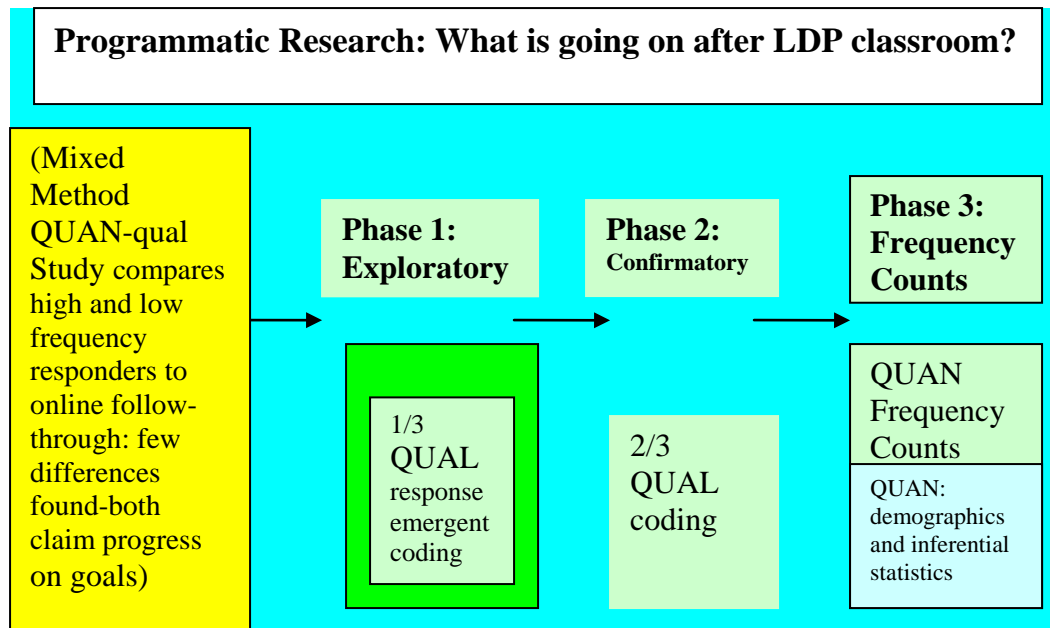 Programmatic Research: What is going on after LDP classroom?
(Mixed
Method
QUAN-qual
Study compares
high and low
frequency
responders to
online follow-
through: few
differences
found-both
claim progress
on goals)
Phase 1:
Exploratory
1/3
QUAL
response
emergent
coding
Phase 2:
Confirmatory
2/3
QUAL
coding
Phase 3:
Frequency
Counts
QUAN
Frequency
Counts
QUAN:
demographics
and inferential
statistics